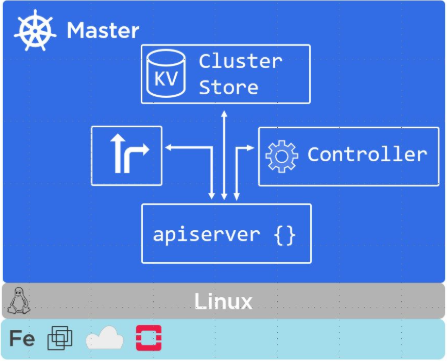 Master
KV
Cluster
Store
Controller
apiserver {}
Linux
Fe